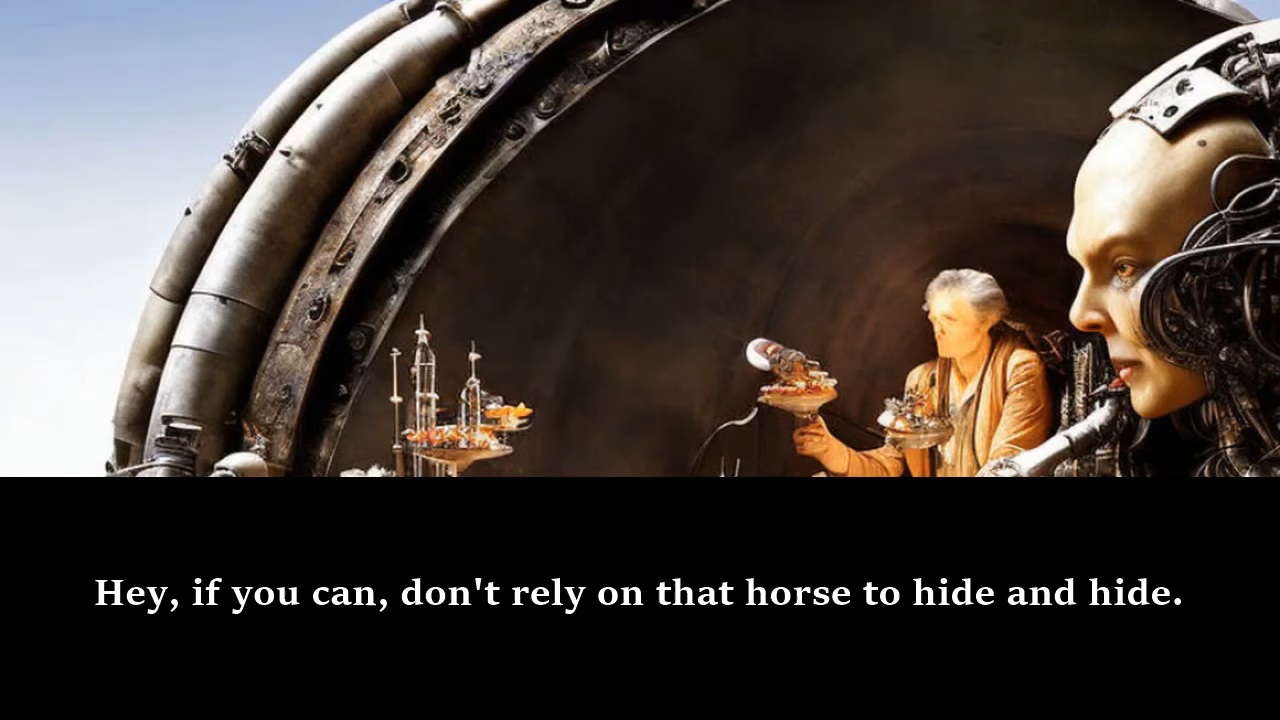 Hey, if you can, don't rely on that horse to hide and hide.